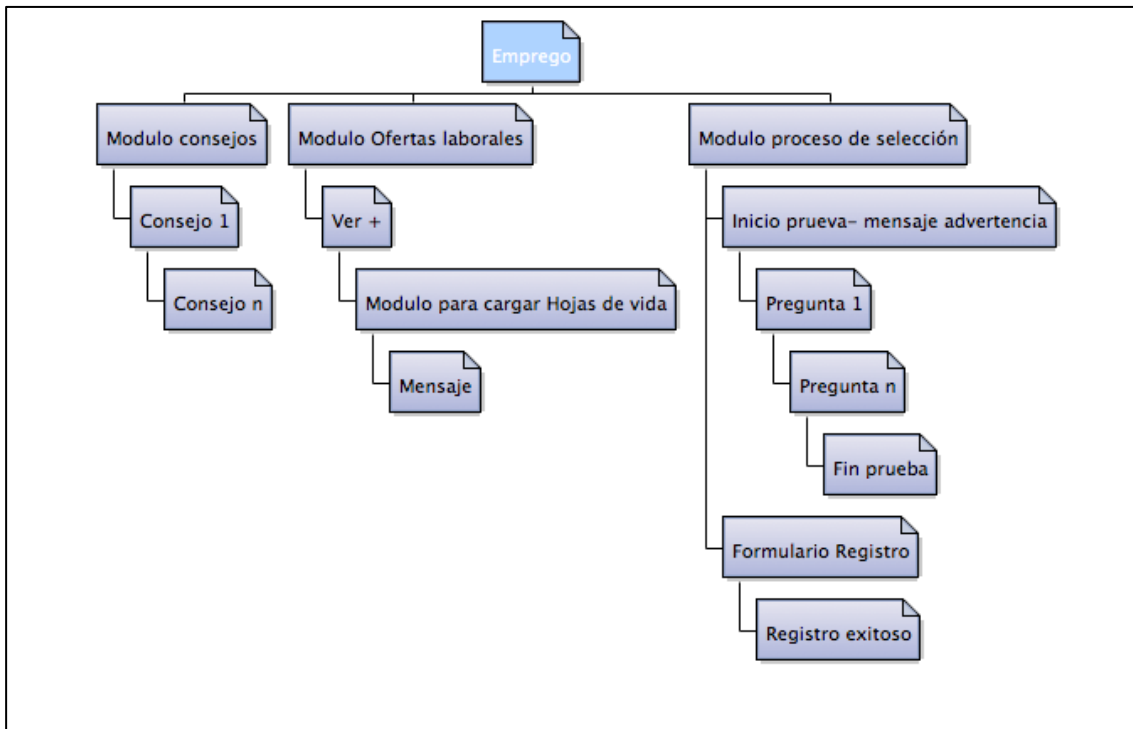 Emprego
Modulo consejos
Modulo Ofertas laborales
Modulo proceso de selección
Consejo 1
Ver +
Inicio prueva- mensaje advertencia
Consejo n
Modulo para cargar Hojas de vida
Pregunta 1
Mensaje
Pregunta n
Fin prueba
Formulario Registro
Registro exitoso